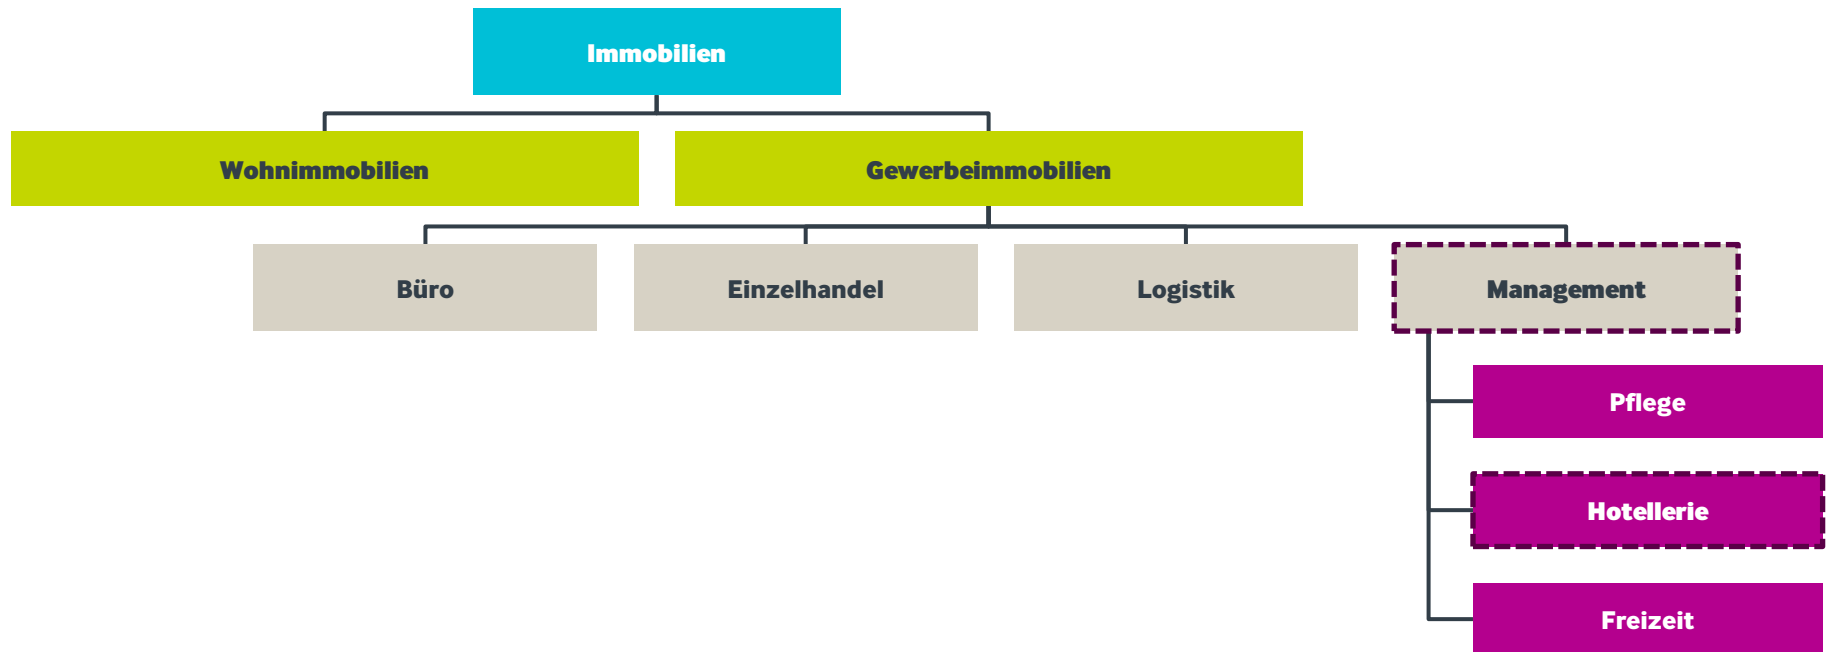 Immobilien
Wohnimmobilien
Gewerbeimmobilien
Büro
Einzelhandel
Logistik
Management
Pflege
Hotellerie
Freizeit